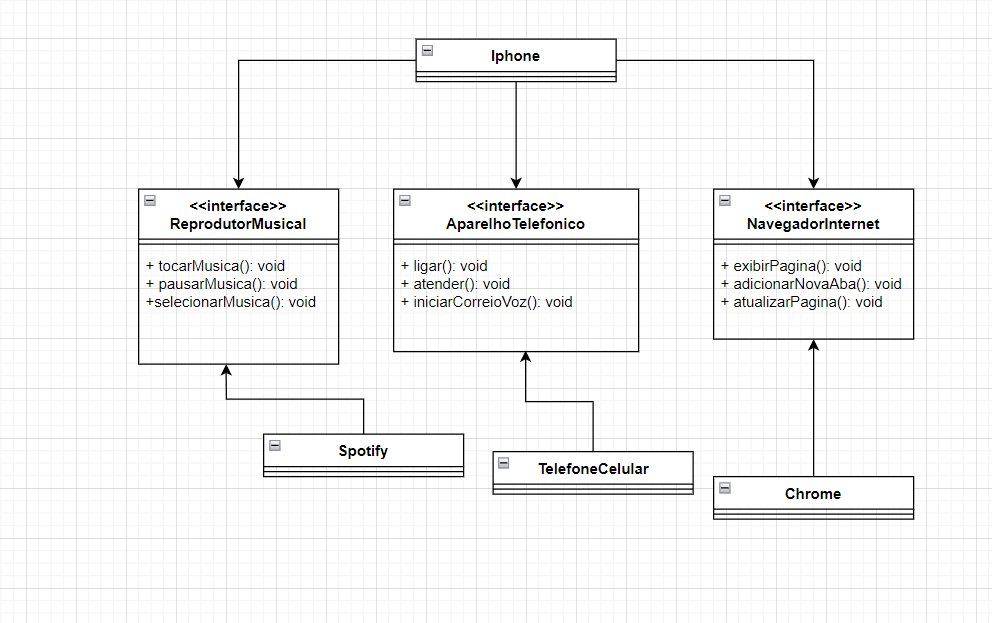 Iphone
<<interface>>
ReprodutorMusical
+ tocarMusica(): void
+ pausarMusica(): void
+selecionarMusica(): void
<<interface>>
AparelhoTelefonico
+ ligar(): void
+ atender(): void
+ iniciarCorreioVoz(): void
<<interface>>
NavegadorInternet
+ exibirPagina(): void
+ adicionarNovaAba(): void
+ atualizarPagina(): void
Spotify
TelefoneCelular
Chrome